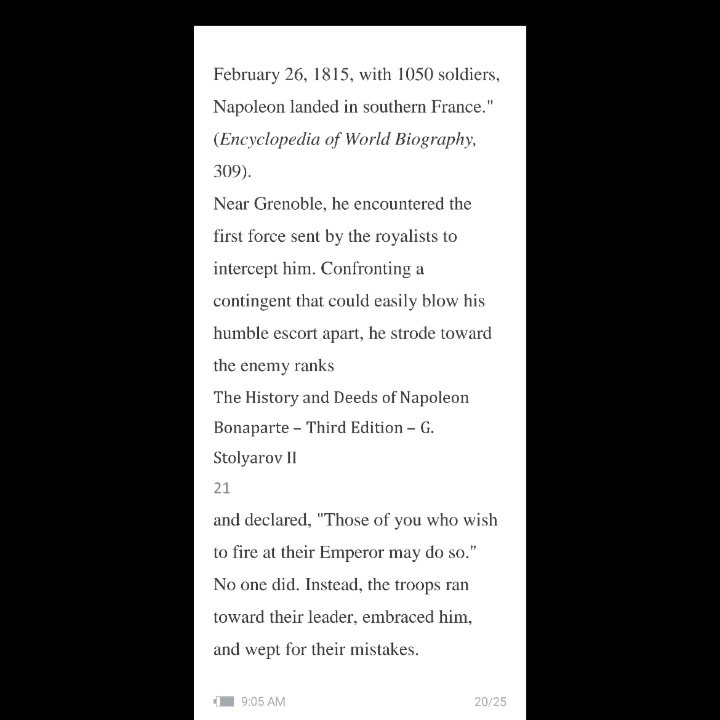 February 26, 1815, with 1050 soldiers,
Napoleon landed in southern France."
(Encyclopedia of World Biography,
309).
Near Grenoble, he encountered the
first force sent by the royalists to
intercept him. Confronting a
contingent that could easily blow his
humble escort apart, he strode toward
the enemy ranks
The History and Deeds of Napoleon
Bonaparte – Third Edition – G.
Stolyarov II
21
and declared, "Those of you who wish
to fire at their Emperor may do so."
No one did. Instead, the troops ran
toward their leader, embraced him,
and wept for their mistakes.
9:05 AM 20/25